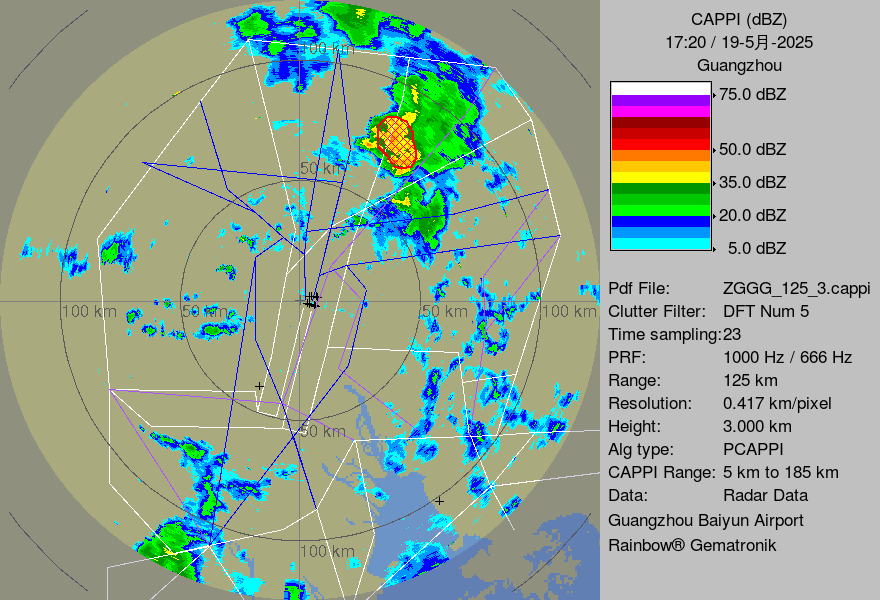 CAPPI (dBZ)
17:20 / 19-5月-2025
Guangzhou
75.0 dBZ
50.0 dBZ
35.0 dBZ
20.0 dBZ
5.0 dBZ
Pdf File: ZGGG_125_3.cappi
Clutter Filter: DFT Num 5
Time sampling:23
PRF: 1000 Hz / 666 Hz
Range: 125 km
Resolution: 0.417 km/pixel
Height: 3.000 km
Alg type: PCAPPI
CAPPI Range: 5 km to 185 km
Data: Radar Data
Guangzhou Baiyun Airport
Rainbow® Gematronik
100 km
50 km
100 km
50 km
50 km
100 km
50 km
100 km